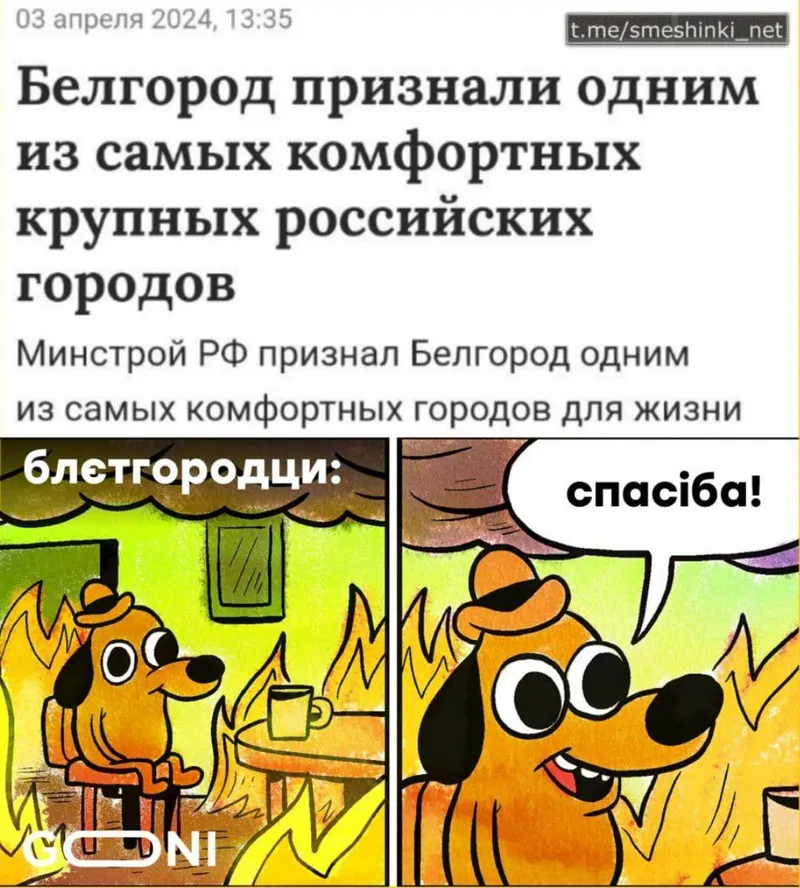 03 апреля 2024, 13:35
t.me/smeshinki_net
Белгород признали одним
из самых комфортных
крупных российских
городов
Минстрой РФ признал Белгород одним
из самых комфортных городов для жизни
блєтгородци:
спасіба!